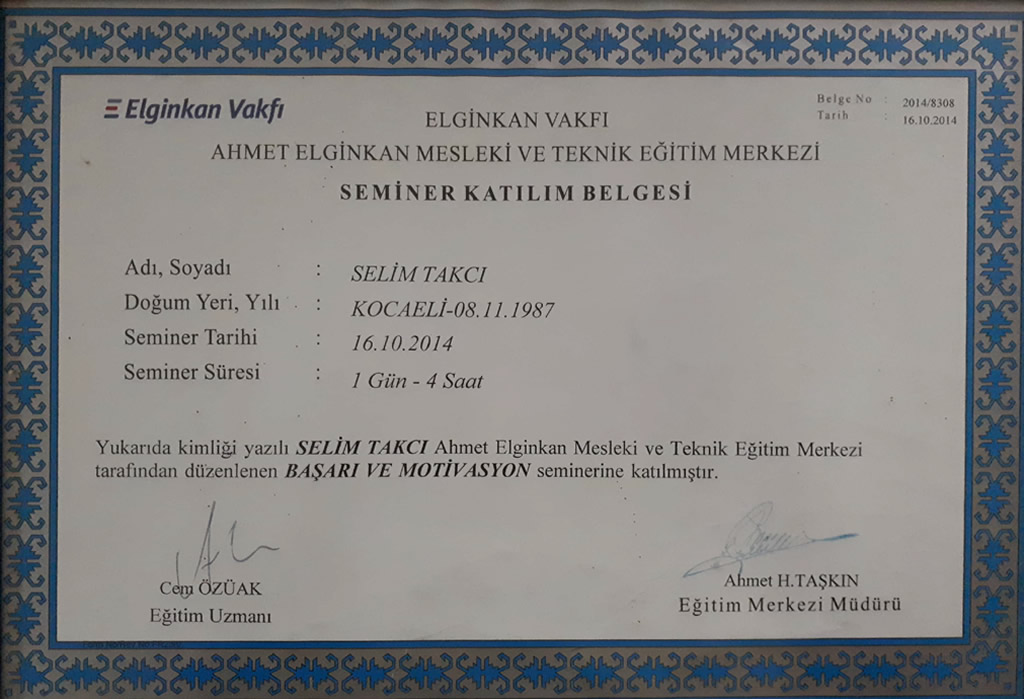 Elginkan Vakfı
Belge No : 2014/8308
Tarih : 16.10.2014
ELGİNKAN VAKFI
AHMET ELGİNKAN MESLEKİ VE TEKNİK EĞİTİM MERKEZİ
SEMİNER KATILIM BELGESİ
Adı, Soyadı : SELİM TAKCI
Doğum Yeri, Yılı : KOCAELİ-08.11.1987
Seminer Tarihi : 16.10.2014
Seminer Süresi : 1 Gün - 4 Saat
Yukarıda kimliği yazılı SELİM TAKCI Ahmet Elginkan Mesleki ve Teknik Eğitim Merkezi
tarafından düzenlenen BAŞARI VE MOTİVASYON seminerine katılmıştır.
Cem ÖZÜAK
Eğitim Uzmanı
Ahmet H.TAŞKIN
Eğitim Merkezi Müdürü